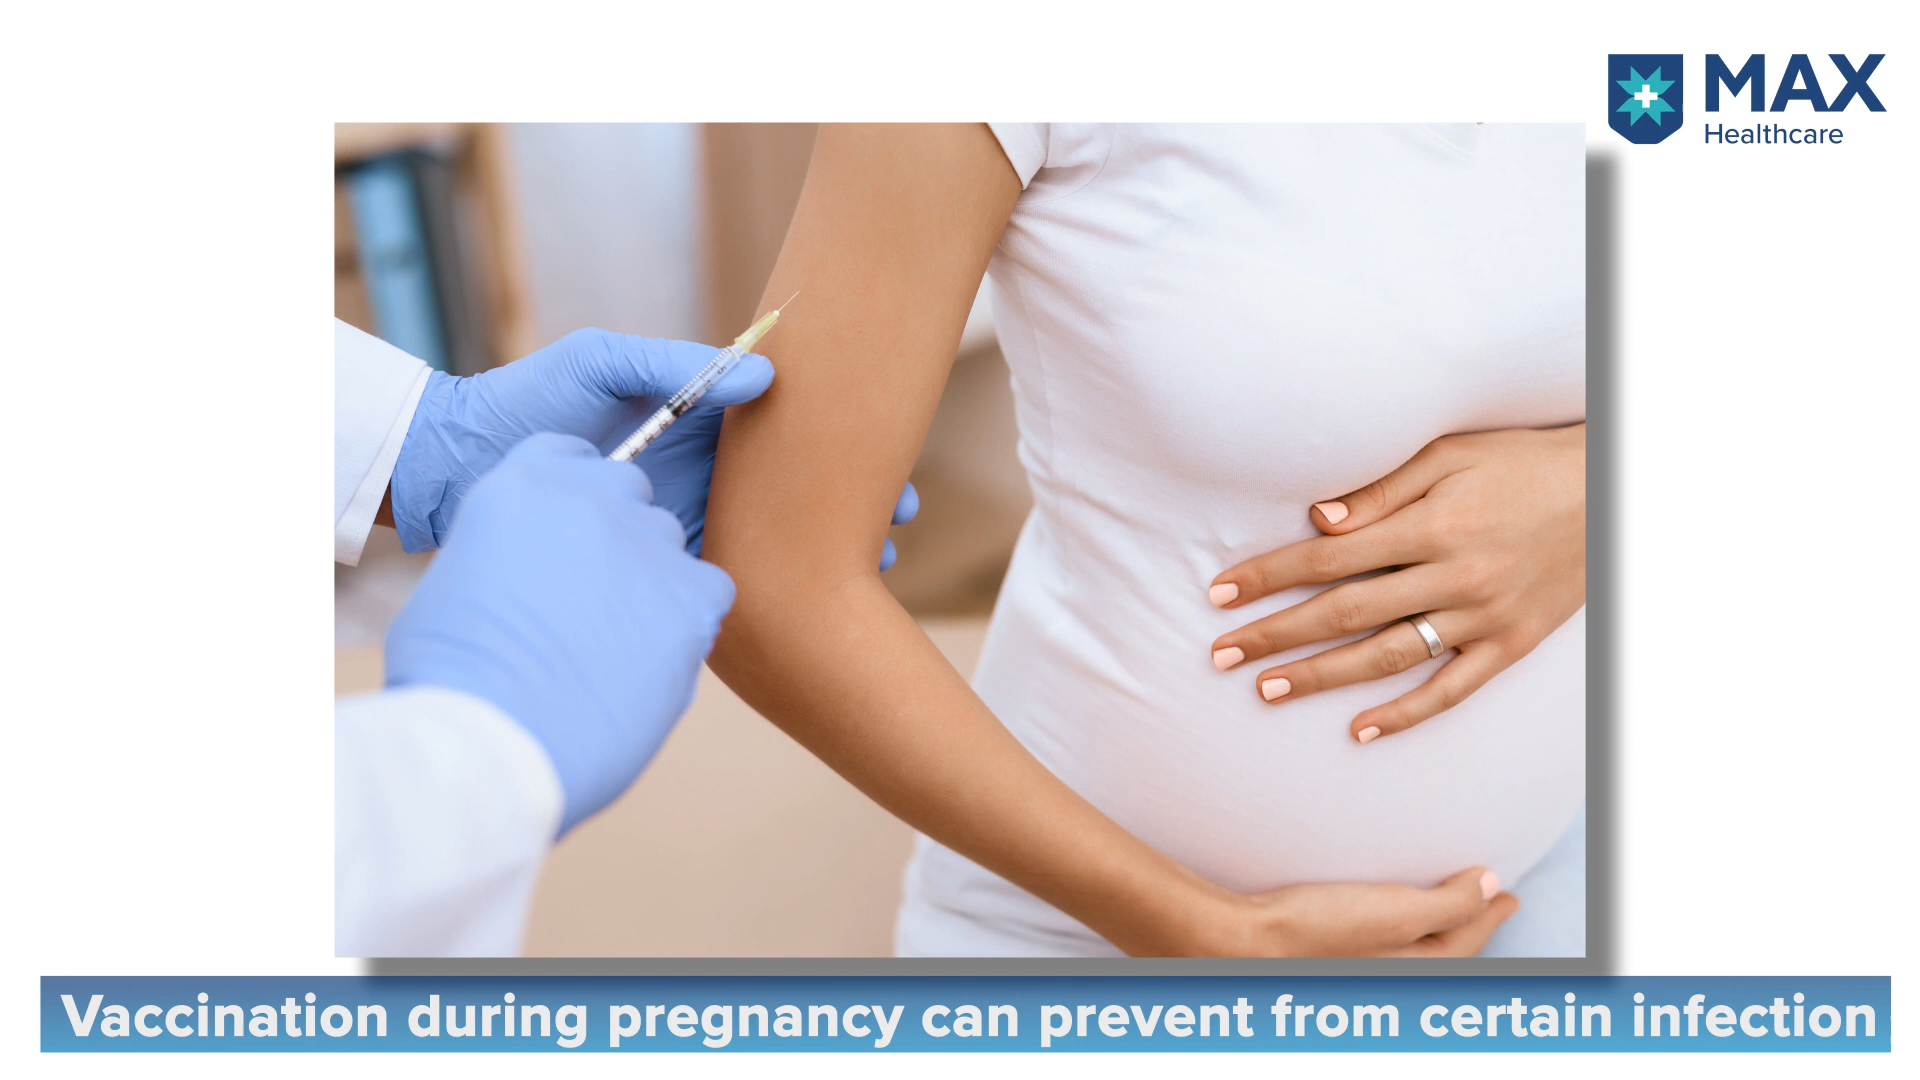 MAX
Healthcare
Vaccination during pregnancy can prevent from certain infection